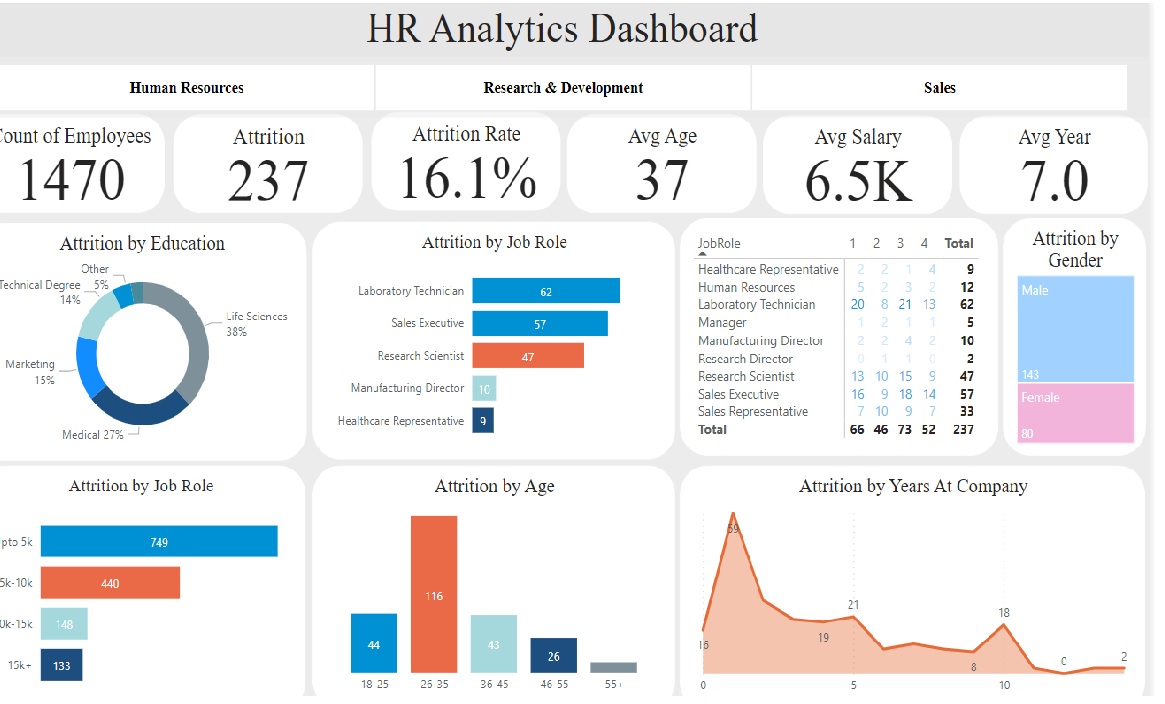 HR Analytics Dashboard
Human Resources
Research & Development
Sales
Count of Employees
1470
Attrition
237
Attrition Rate
16.1%
Avg Age
37
Avg Salary
6.5K
Avg Year
7.0
Attrition by Education
Other
5%
Technical Degree
14%
Life Sciences
38%
Marketing
15%
Medical 27%
Attrition by Job Role
Laboratory Technician 62
Sales Executive 57
Research Scientist 47
Manufacturing Director 10
Healthcare Representative 9
JobRole 1 2 3 4 Total
Healthcare Representative 2 2 1 4 9
Human Resources 5 2 3 2 12
Laboratory Technician 20 8 21 13 62
Manager 1 2 1 1 5
Manufacturing Director 2 2 4 2 10
Research Director 0 1 1 0 2
Research Scientist 13 10 15 9 47
Sales Executive 16 9 18 14 57
Sales Representative 7 10 9 7 33
Total 66 46 73 52 237
Attrition by
Gender
Male
143
Female
80
Attrition by Job Role
pto 5k 749
5k-10k 440
0k-15k 148
15k+ 133
Attrition by Age
116
44
43
26
18-25 26-35 36-45 46-55 55+
Attrition by Years At Company
59
16
19
21
8
18
0
2
0 5 10